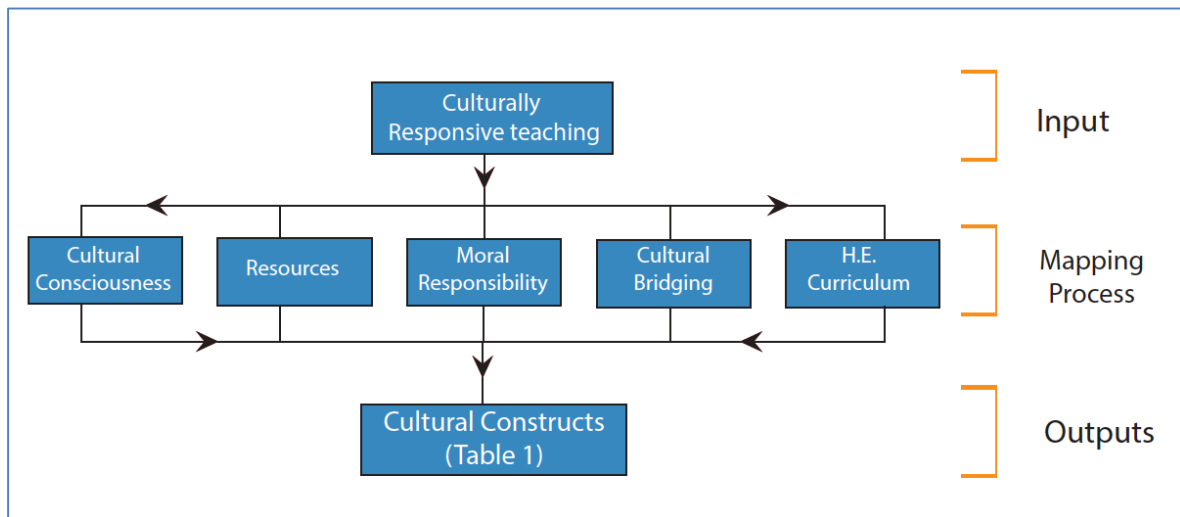 Culturally
Responsive teaching
Input
Cultural
Consciousness
Resources
Moral
Responsibility
Cultural
Bridging
H.E.
Curriculum
Mapping
Process
Cultural Constructs
(Table 1)
Outputs